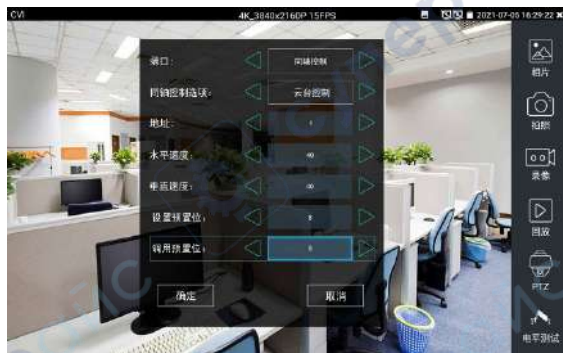 CVI
4K_3840x2160P 15FPS
2021-07-06 16:29:22
端口:
同轴控制
同轴控制选项:
云台控制
地址:
水平速度:
垂直速度:
设置预置位:
调用预置位:
确定
取消
相片
拍照
录像
回放
PTZ
电平测试